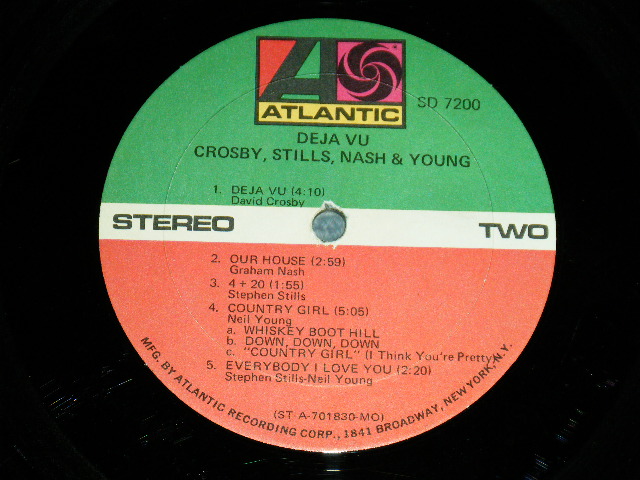 ATLANTIC
SD 7200
DEJA VU
CROSBY, STILLS, NASH & YOUNG
1. DEJA VU (4:10)
David Crosby
STEREO
TWO
2. OUR HOUSE (2:59)
Graham Nash
3. 4 + 20 (1:55)
Stephen Stills
4. COUNTRY GIRL (5:05)
Neil Young
a. WHISKEY BOOT HILL
b. DOWN, DOWN, DOWN
c. "COUNTRY GIRL" (I Think You're Pretty)
5. EVERYBODY I LOVE YOU (2:20)
Stephen Stills-Neil Young
(ST-A-701830-MO)
MFG. BY ATLANTIC RECORDING CORP., 1841 BROADWAY, NEW YORK, N.Y.